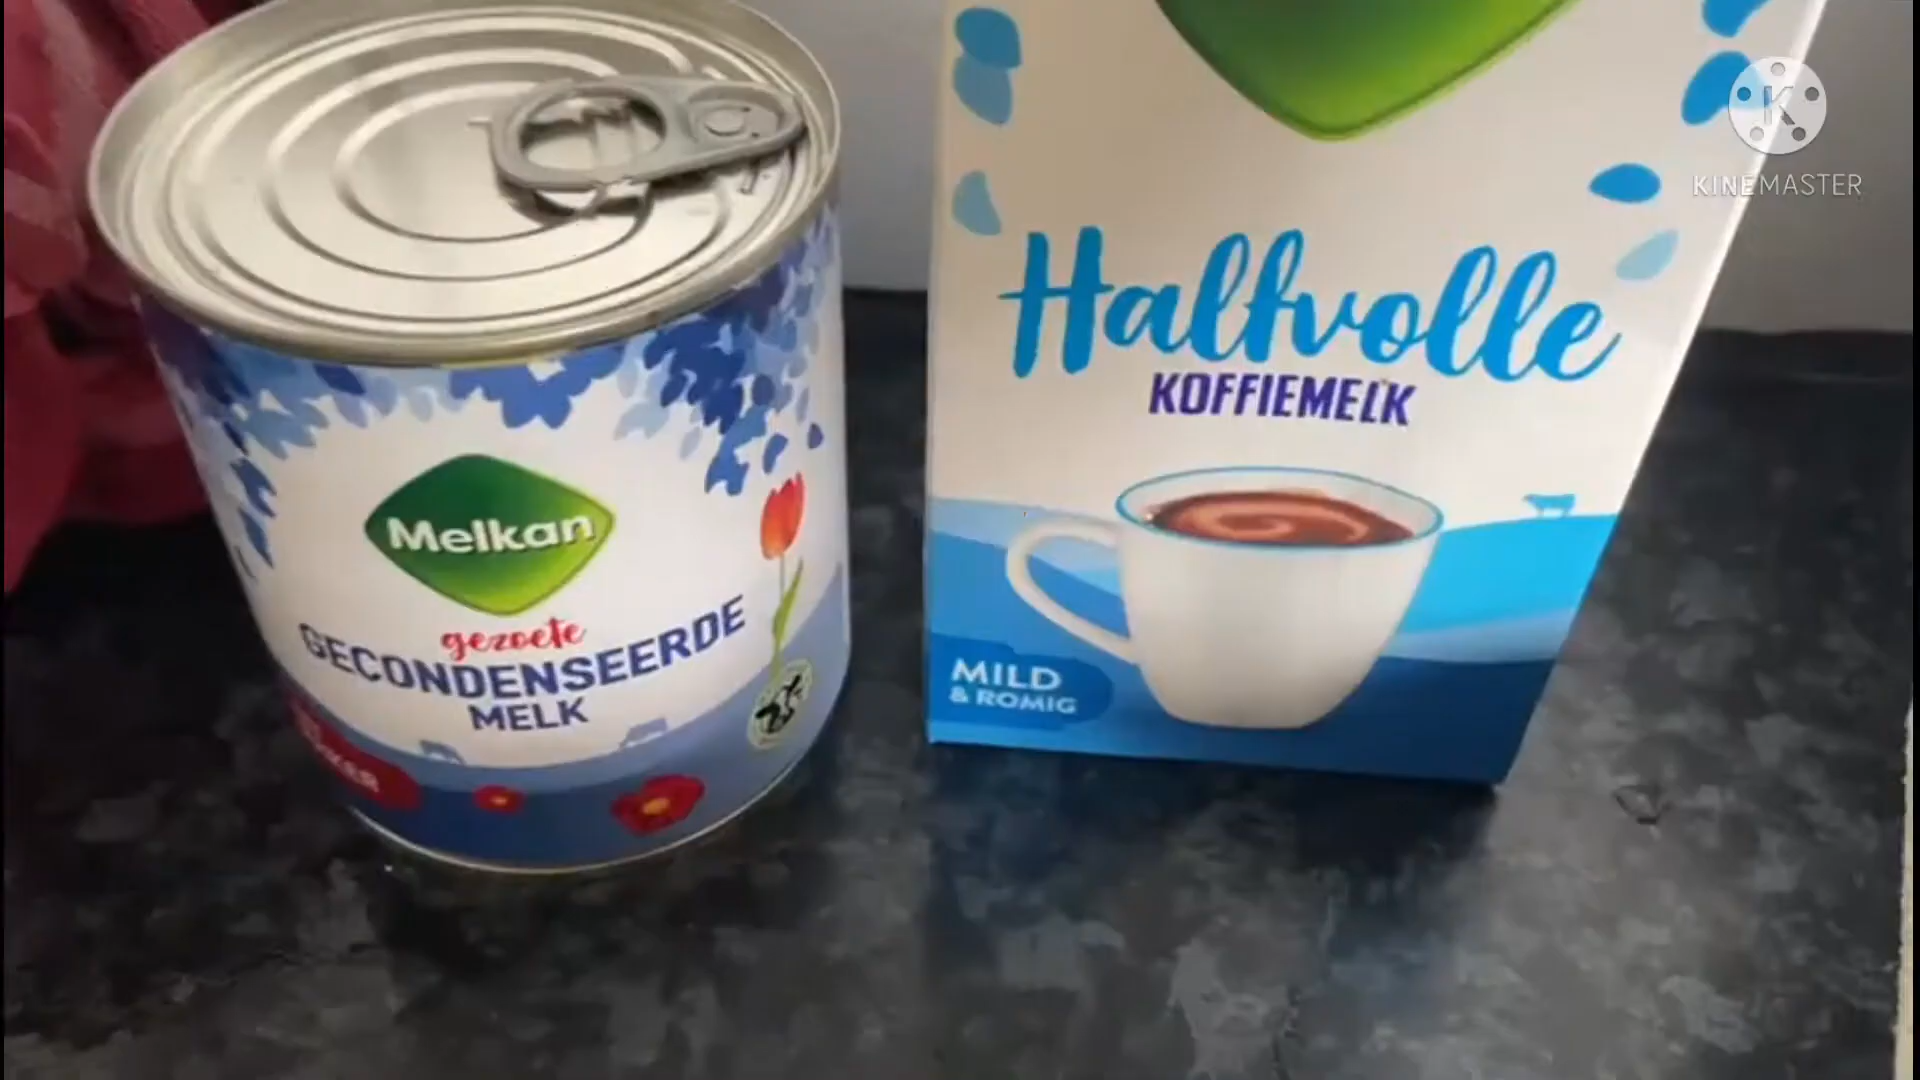 Melkan
gezoete
GECONDENSEERDE
MELK
Halfvolle
KOFFIEMELK
MILD
& ROMIG
K
KINEMASTER